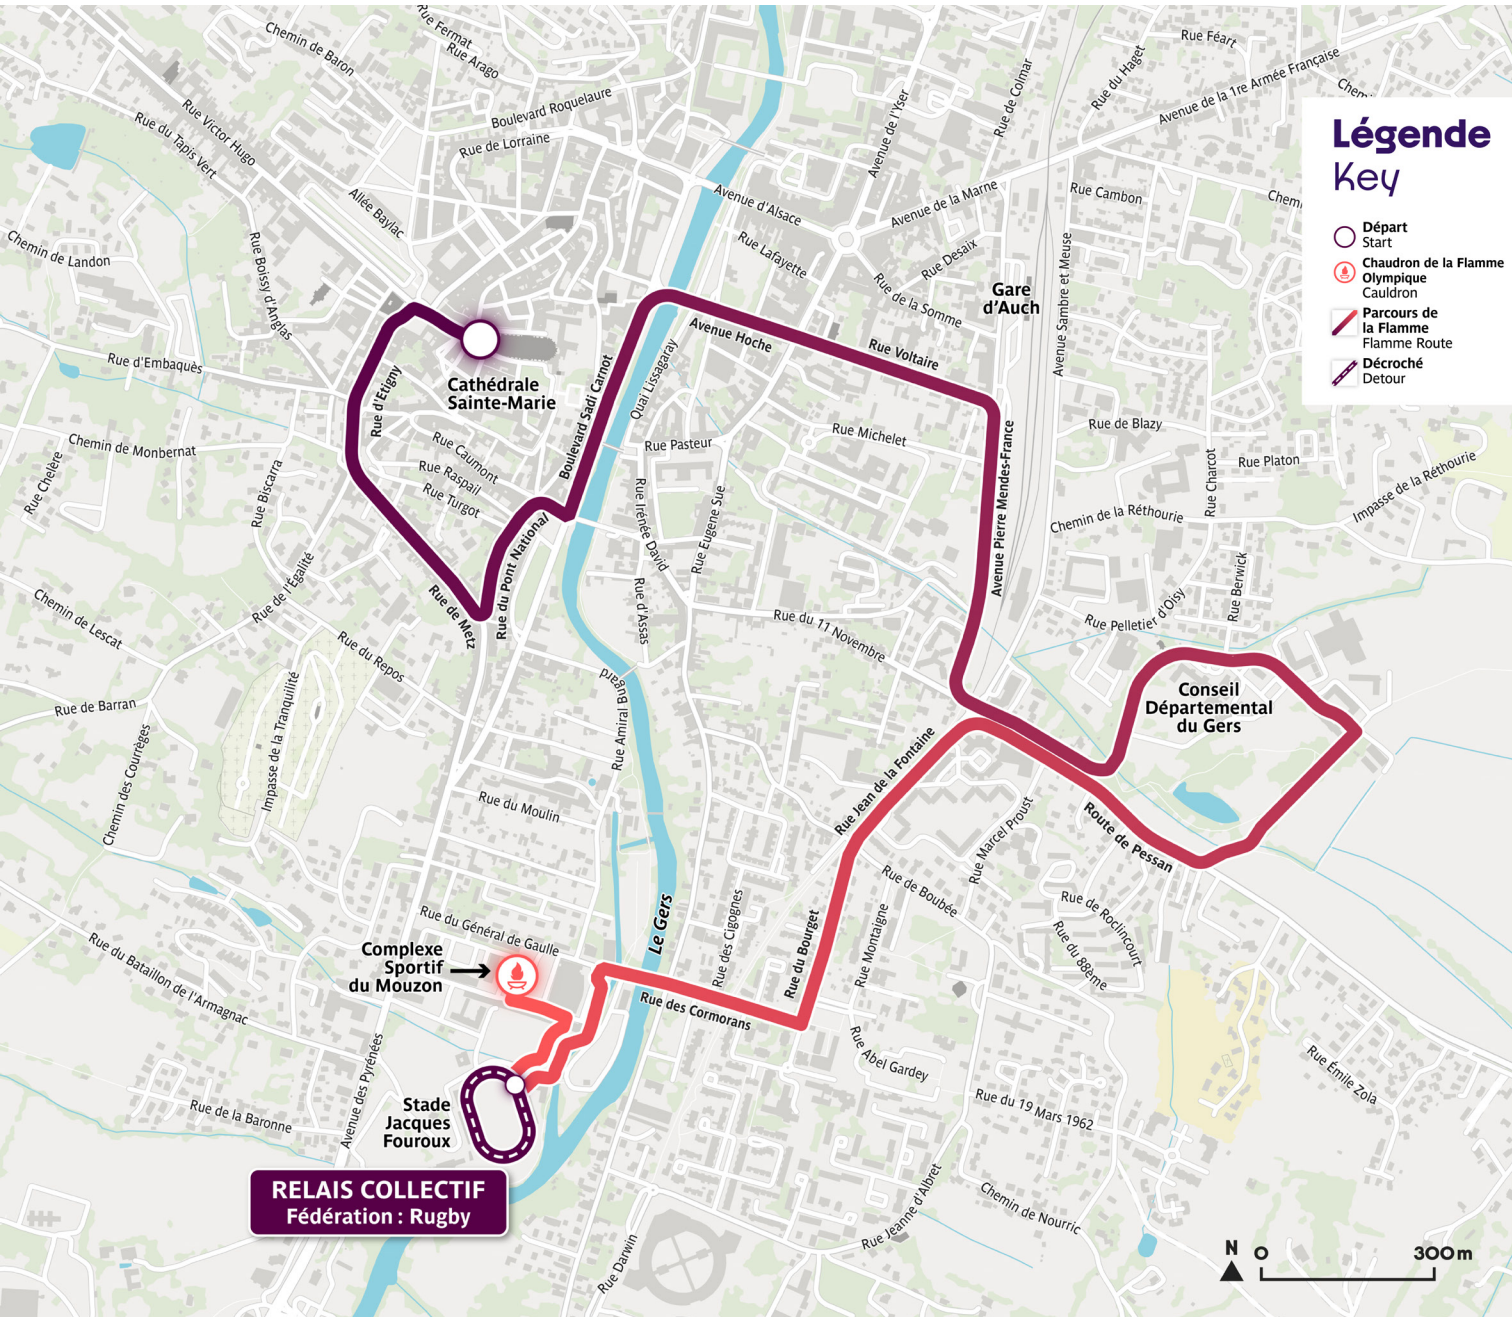 Légende
Key
Départ
Start
Chaudron de la Flamme
Olympique
Cauldron
Parcours de
la Flamme
Flamme Route
Décroché
Detour
Rue Fermat
Rue Arago
Chemin de Baron
Boulevard Roquelaure
Rue de Lorraine
Rue Victor Hugo
Rue du Tapis Vert
Allée Baylac
Chemin de Landon
Rue Boissy d'Anglas
Rue d'Embaquès
Chemin de Monbernat
Rue Chelère
Rue Biscarra
Rue d'Etigny
Cathédrale
Sainte-Marie
Rue Caumont
Rue Raspail
Rue Turgot
Boulevard Sadi Carnot
Quai Lissagaray
Avenue d'Alsace
Rue Lafayette
Avenue de l'Yser
Rue de Colmar
Rue du Haget
Rue Féart
Avenue de la 1re Armée Française
Chem
Chem
Avenue de la Marne
Rue Cambon
Rue Desaix
Rue de la Somme
Gare
d'Auch
Avenue Sambre et Meuse
Avenue Hoche
Rue Voltaire
Rue Michelet
Rue Pasteur
Rue Irénée David
Rue Eugene Sue
Rue d'Assas
Avenue Pierre Mendes-France
Rue de Blazy
Rue Charcot
Rue Platon
Impasse de la Réthourie
Chemin de la Réthourie
Rue Berwick
Rue Pelletier d'Oisy
Rue du 11 Novembre
Rue du Pont National
Rue de Metz
Rue de l'Égalité
Chemin de Lescat
Rue du Repos
Rue de Barran
Chemin des Courrèges
Impasse de la Tranquilité
Rue Amiral Bugard
Rue du Moulin
Conseil
Départemental
du Gers
Rue Jean de la Fontaine
Route de Pessan
Rue Marcel Proust
Rue de Boubée
Rue de Roclincourt
Rue du 88ème
Rue Montaigne
Rue du Bourget
Rue des Cigognes
Le Gers
Rue du Général de Gaulle
Complexe
Sportif
du Mouzon
Rue des Cormorans
Rue du Bataillon de l'Armagnac
Avenue des Pyrénées
Rue de la Baronne
Stade
Jacques
Fouroux
RELAIS COLLECTIF
Fédération : Rugby
Rue Abel Gardey
Rue du 19 Mars 1962
Rue Émile Zola
Rue Jeanne d'Albret
Chemin de Nourric
Rue Darwin
N 0 300m